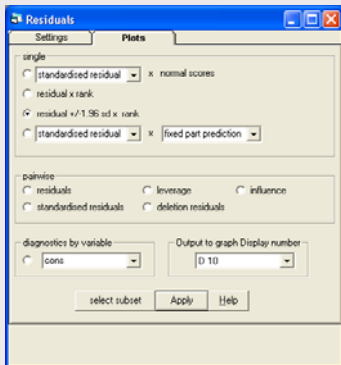 Residuals
Settings Plots
single
standardised residual x normal scores
residual x rank
residual +/-1.96 sd x rank
standardised residual x fixed part prediction
pairwise
residuals leverage influence
standardised residuals deletion residuals
diagnostics by variable Output to graph Display number
cons D 10
select subset Apply Help